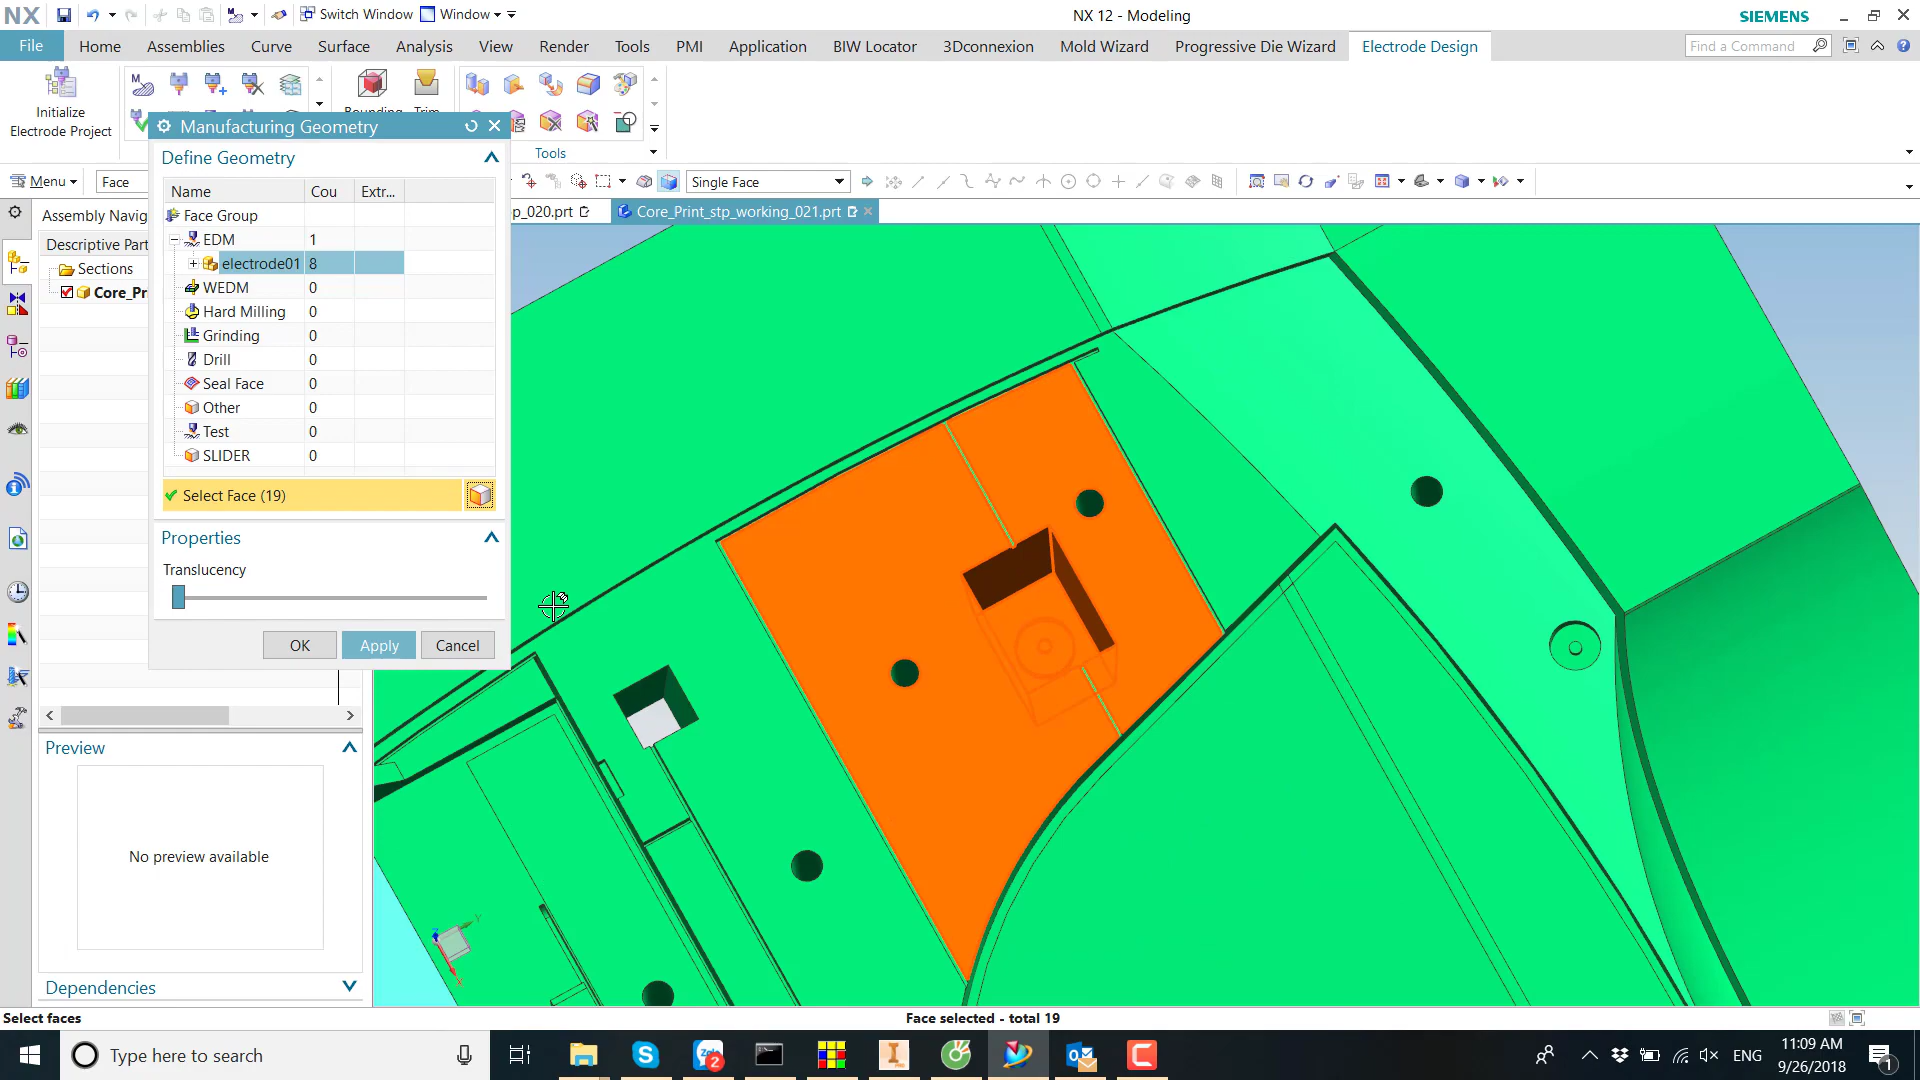 NX
Switch Window
Window
NX 12 - Modeling
SIEMENS
File
Home
Assemblies
Curve
Surface
Analysis
View
Render
Tools
PMI
Application
BIW Locator
3Dconnexion
Mold Wizard
Progressive Die Wizard
Electrode Design
Find a Command
Initialize
Electrode Project
Tools
Manufacturing Geometry
Define Geometry
Menu
Face
Single Face
Name
Cou
Extr...
Assembly Navig
p_020.prt
Core_Print_stp_working_021.prt
Face Group
Descriptive Part
EDM
1
Sections
electrode01
8
Core_Pr
WEDM
0
Hard Milling
0
Grinding
0
Drill
0
Seal Face
0
Other
0
Test
0
SLIDER
0
Select Face (19)
Properties
Translucency
OK
Apply
Cancel
Preview
No preview available
Dependencies
Select faces
Face selected - total 19
Type here to search
2
ENG
11:09 AM
9/26/2018
1